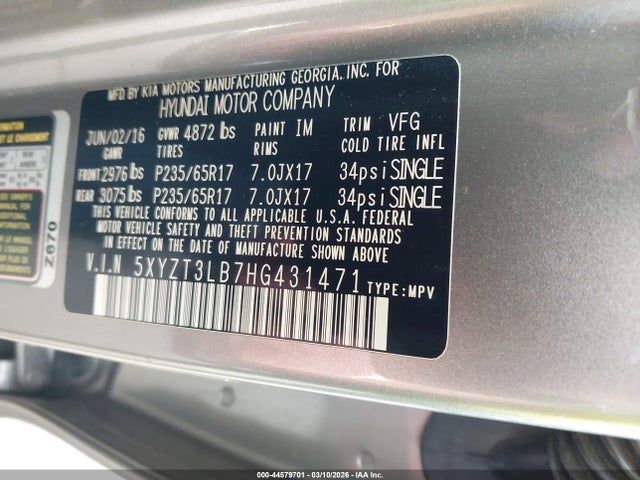 MFD. BY KIA MOTORS MANUFACTURING GEORGIA, INC. FOR
HYUNDAI MOTOR COMPANY
JUN/02/16 GVWR 4872 lbs PAINT IM TRIM VFG
GAWR TIRES RIMS COLD TIRE INFL
FRONT 2976 lbs P235/65R17 7.0JX17 34psi SINGLE
REAR 3075 lbs P235/65R17 7.0JX17 34psi SINGLE
THIS VEHICLE CONFORMS TO ALL APPLICABLE U.S.A. FEDERAL
MOTOR VEHICLE SAFETY AND THEFT PREVENTION STANDARDS
IN EFFECT ON THE DATE OF MANUFACTURE SHOWN ABOVE
V.I.N 5XYZT3LB7HG431471 TYPE:MPV
Z870
000-44579701 - 03/10/2026 - IAA Inc.